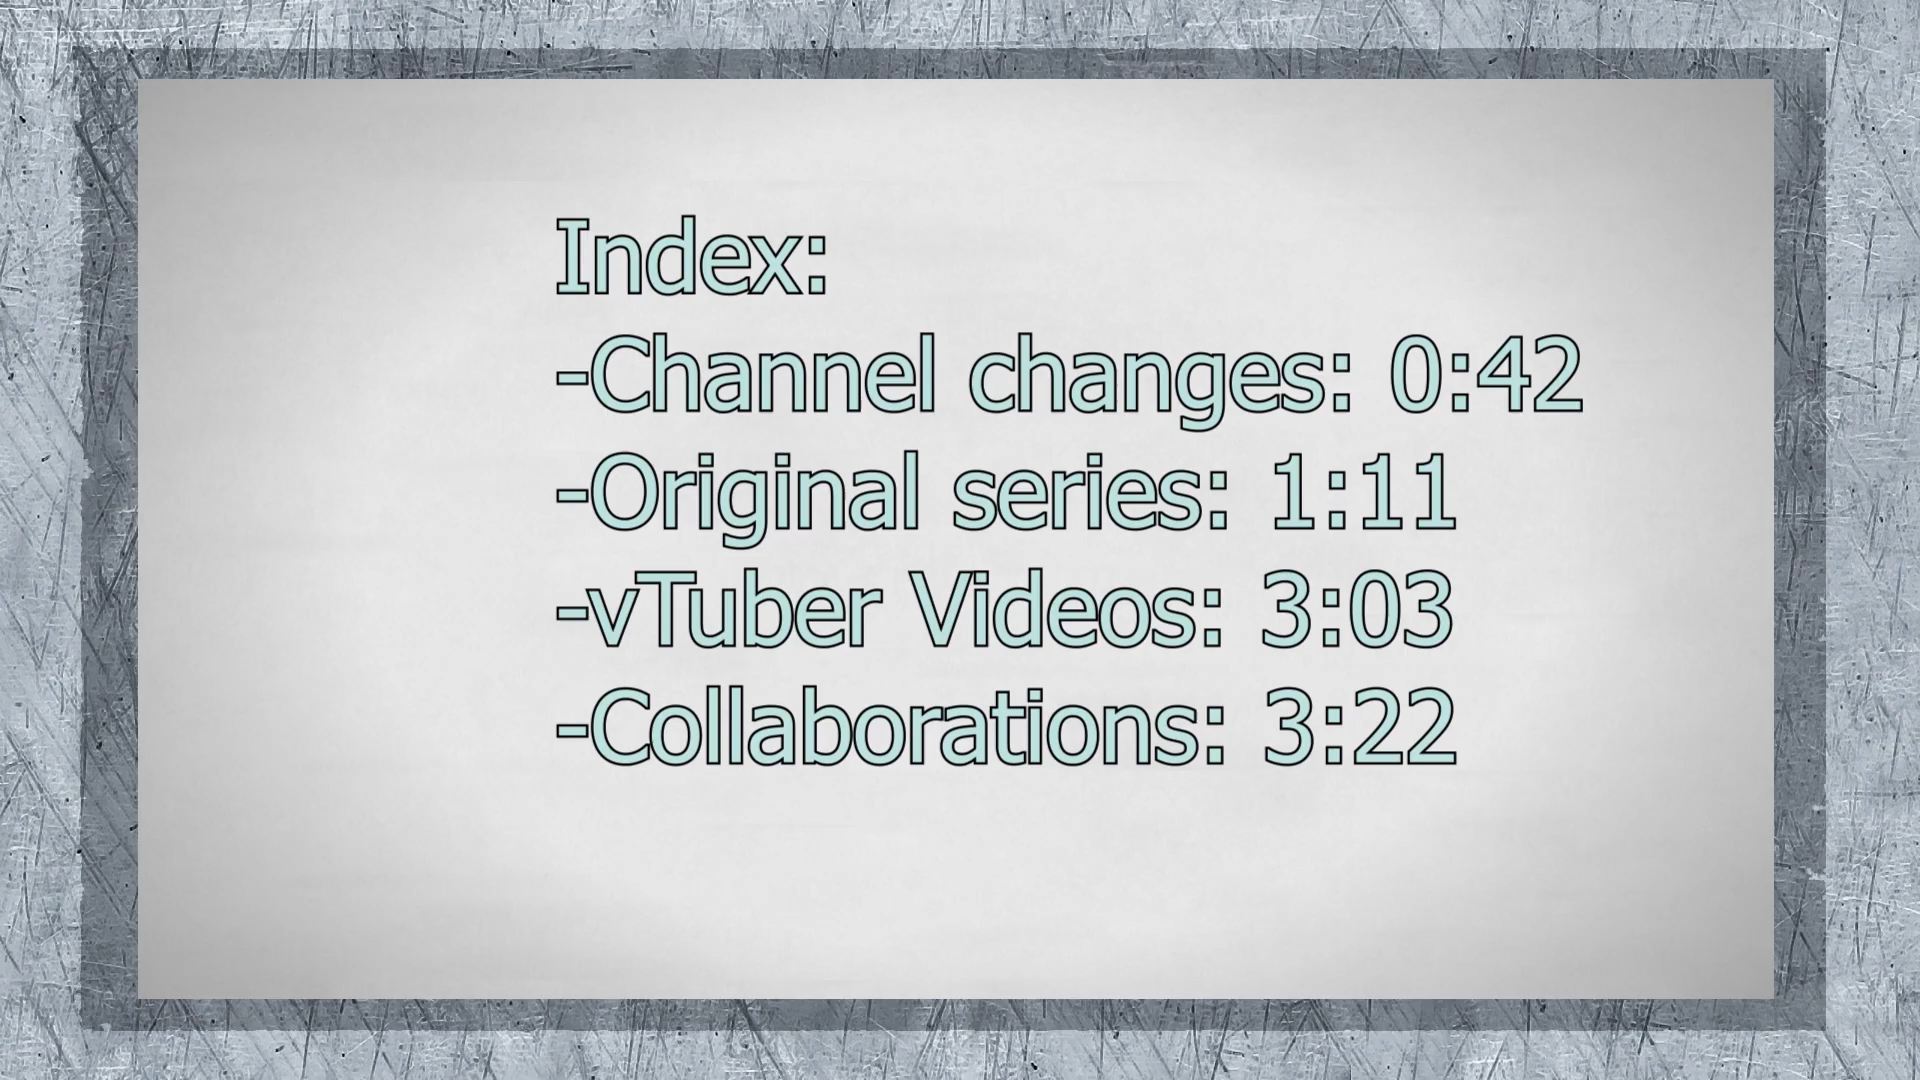 Index:
-Channel changes: 0:42
-Original series: 1:11
-vTuber Videos: 3:03
-Collaborations: 3:22